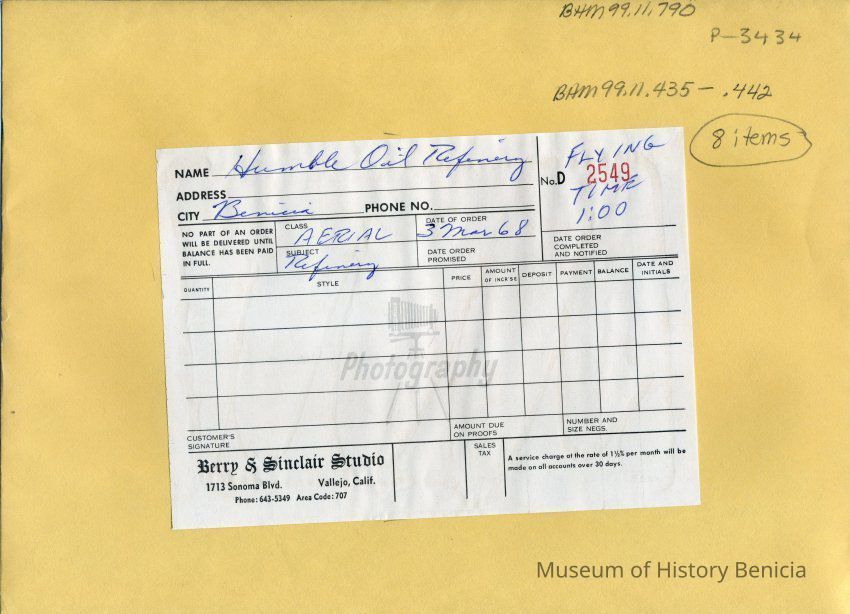 BHM 99.11.790
P-3434
BHM 99.11.435 - .442
8 items
NAME Humble Oil Refinery
ADDRESS
CITY Benicia PHONE NO.
No. D 2549
FLYING
TIME
1:00
NO PART OF AN ORDER
WILL BE DELIVERED UNTIL
BALANCE HAS BEEN PAID
IN FULL.
CLASS
AERIAL
SUBJECT
Refinery
DATE OF ORDER
3 Mar 68
DATE ORDER
PROMISED
DATE ORDER
COMPLETED
AND NOTIFIED
QUANTITY STYLE PRICE AMOUNT OF INCR'SE DEPOSIT PAYMENT BALANCE DATE AND INITIALS
Photography
CUSTOMER'S
SIGNATURE
AMOUNT DUE
ON PROOFS
NUMBER AND
SIZE NEGS.
Berry & Sinclair Studio
1713 Sonoma Blvd. Vallejo, Calif.
Phone: 643-5349 Area Code: 707
SALES
TAX
A service charge at the rate of 1½% per month will be
made on all accounts over 30 days.
Museum of History Benicia